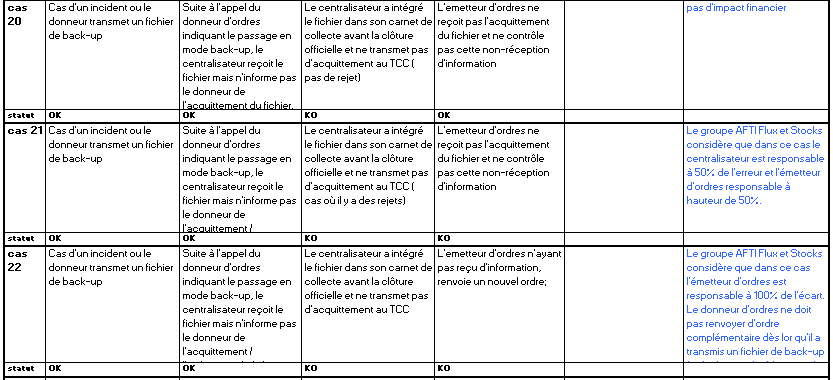 cas 20
Cas d'un incident ou le
donneur transmet un fichier
de back-up
Suite à l'appel du
donneur d'ordres
indiquant le passage en
mode back-up, le
centralisateur reçoit le
fichier mais n'informe pas
le donneur de
l'acquittement du fichier.
Le centralisateur a intégré
le fichier dans son carnet de
collecte avant la clôture
officielle et ne transmet pas
d'acquittement au TCC (
pas de rejet)
L'emetteur d'ordres ne
reçoit pas l'acquittement
du fichier et ne contrôle
pas cette non-réception
d'information
pas d'impact financier
statut OK OK KO OK
cas 21
Cas d'un incident ou le
donneur transmet un fichier
de back-up
Suite à l'appel du
donneur d'ordres
indiquant le passage en
mode back-up, le
centralisateur reçoit le
fichier mais n'informe pas
le donneur de
l'acquittement /
Le centralisateur a intégré
le fichier dans son carnet de
collecte avant la clôture
officielle et ne transmet pas
d'acquittement au TCC (
cas où il y a des rejets)
L'emetteur d'ordres ne
reçoit pas l'acquittement
du fichier et ne contrôle
pas cette non-réception
d'information
Le groupe AFTI Flux et Stocks
considère que dans ce cas le
centralisateur est responsable
à 50% de l'erreur et l'émetteur
d'ordres responsable à
hauteur de 50%.
statut OK OK KO KO
cas
22
Cas d'un incident ou le
donneur transmet un fichier
de back-up
Suite à l'appel du
donneur d'ordres
indiquant le passage en
mode back-up, le
centralisateur reçoit le
fichier mais n'informe pas
le donneur de
l'acquittement /
Le centralisateur a intégré
le fichier dans son carnet de
collecte avant la clôture
officielle et ne transmet pas
d'acquittement au TCC
L'emetteur d'ordres n'ayant
pas reçu d'information,
renvoie un nouvel ordre;
Le groupe AFTI Flux et Stocks
considère que dans ce cas
l'émetteur d'ordres est
responsable à 100% de l'écart.
Le donneur d'ordres ne doit
pas renvoyer d'ordre
complémentaire dès lor qu'il a
transmis un fichier de back-up
statut OK OK KO KO